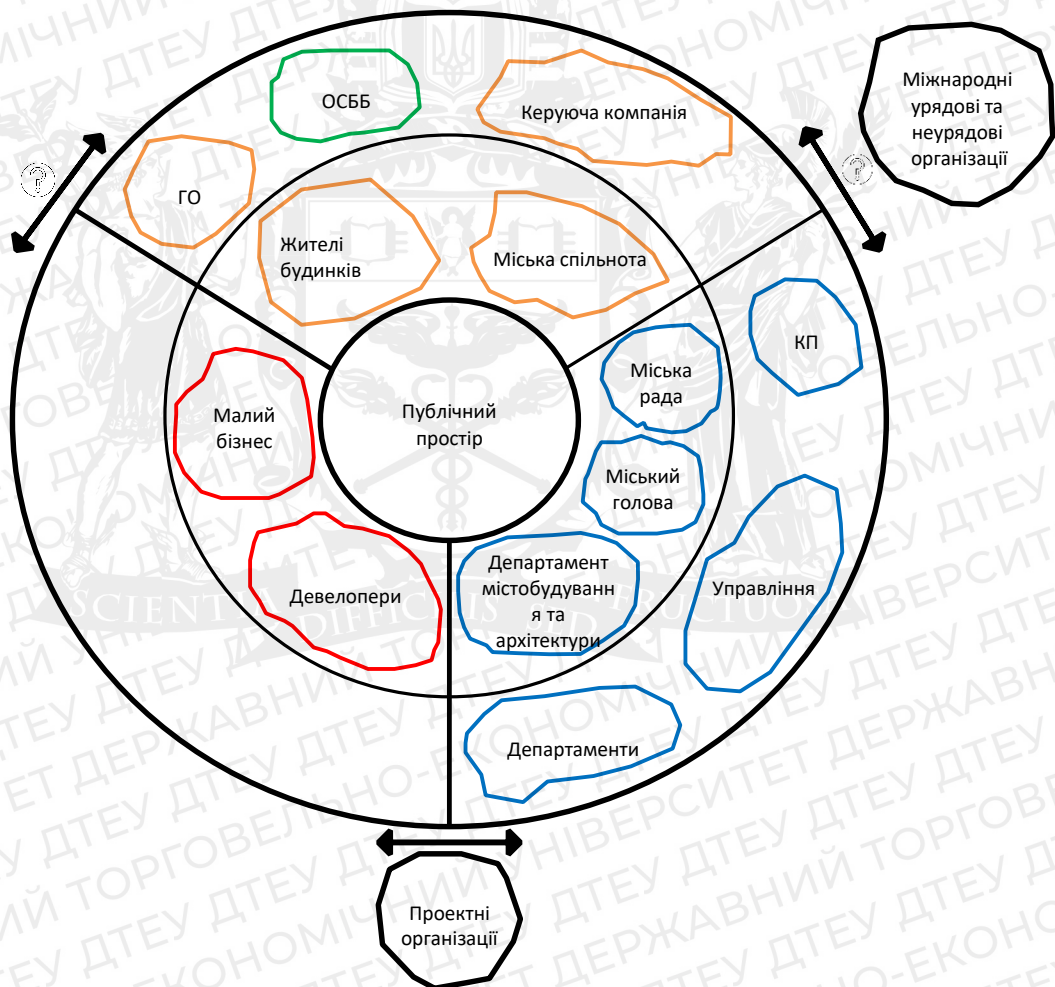 Міжнародні
урядові та
неурядові
організації
ОСББ
Керуюча компанія
?
?
ГО
Жителі
будинків
Міська спільнота
КП
Міська
рада
Малий
бізнес
Публічний
простір
Міський
голова
Департамент
містобудуванн
я та
архітектури
Девелопери
Управління
Департаменти
Проектні
організації